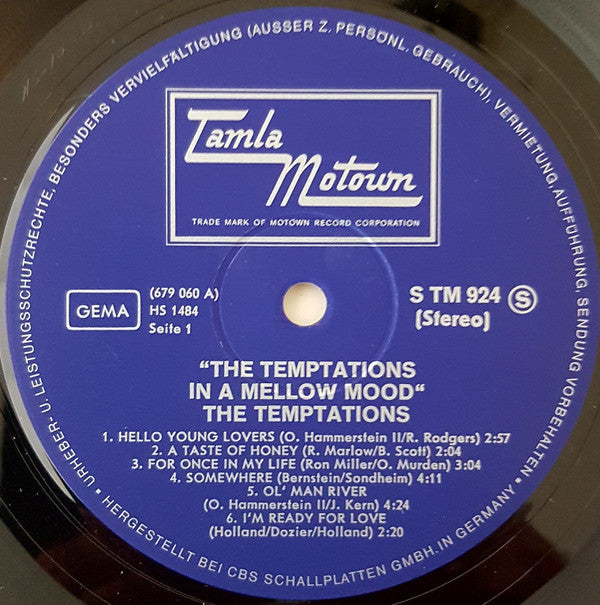 URHEBER- U. LEISTUNGSSCHUTZRECHTE, BESONDERS VERVIELFÄLTIGUNG (AUSSER Z. PERSÖNL. GEBRAUCH), VERMIETUNG, AUFFÜHRUNG, SENDUNG VORBEHALTEN
Tamla
Motown
TRADE MARK OF MOTOWN RECORD CORPORATION
GEMA
(679 060 A)
HS 1484
Seite 1
S TM 924 Ⓢ
(Stereo)
"THE TEMPTATIONS
IN A MELLOW MOOD"
THE TEMPTATIONS
1. HELLO YOUNG LOVERS (O. Hammerstein II/R. Rodgers) 2:57
2. A TASTE OF HONEY (R. Marlow/B. Scott) 2:04
3. FOR ONCE IN MY LIFE (Ron Miller/O. Murden) 3:04
4. SOMEWHERE (Bernstein/Sondheim) 4:11
5. OL' MAN RIVER
(O. Hammerstein II/J. Kern) 4:24
6. I'M READY FOR LOVE
(Holland/Dozier/Holland) 2:20
• HERGESTELLT BEI CBS SCHALLPLATTEN GMBH. IN GERMANY •